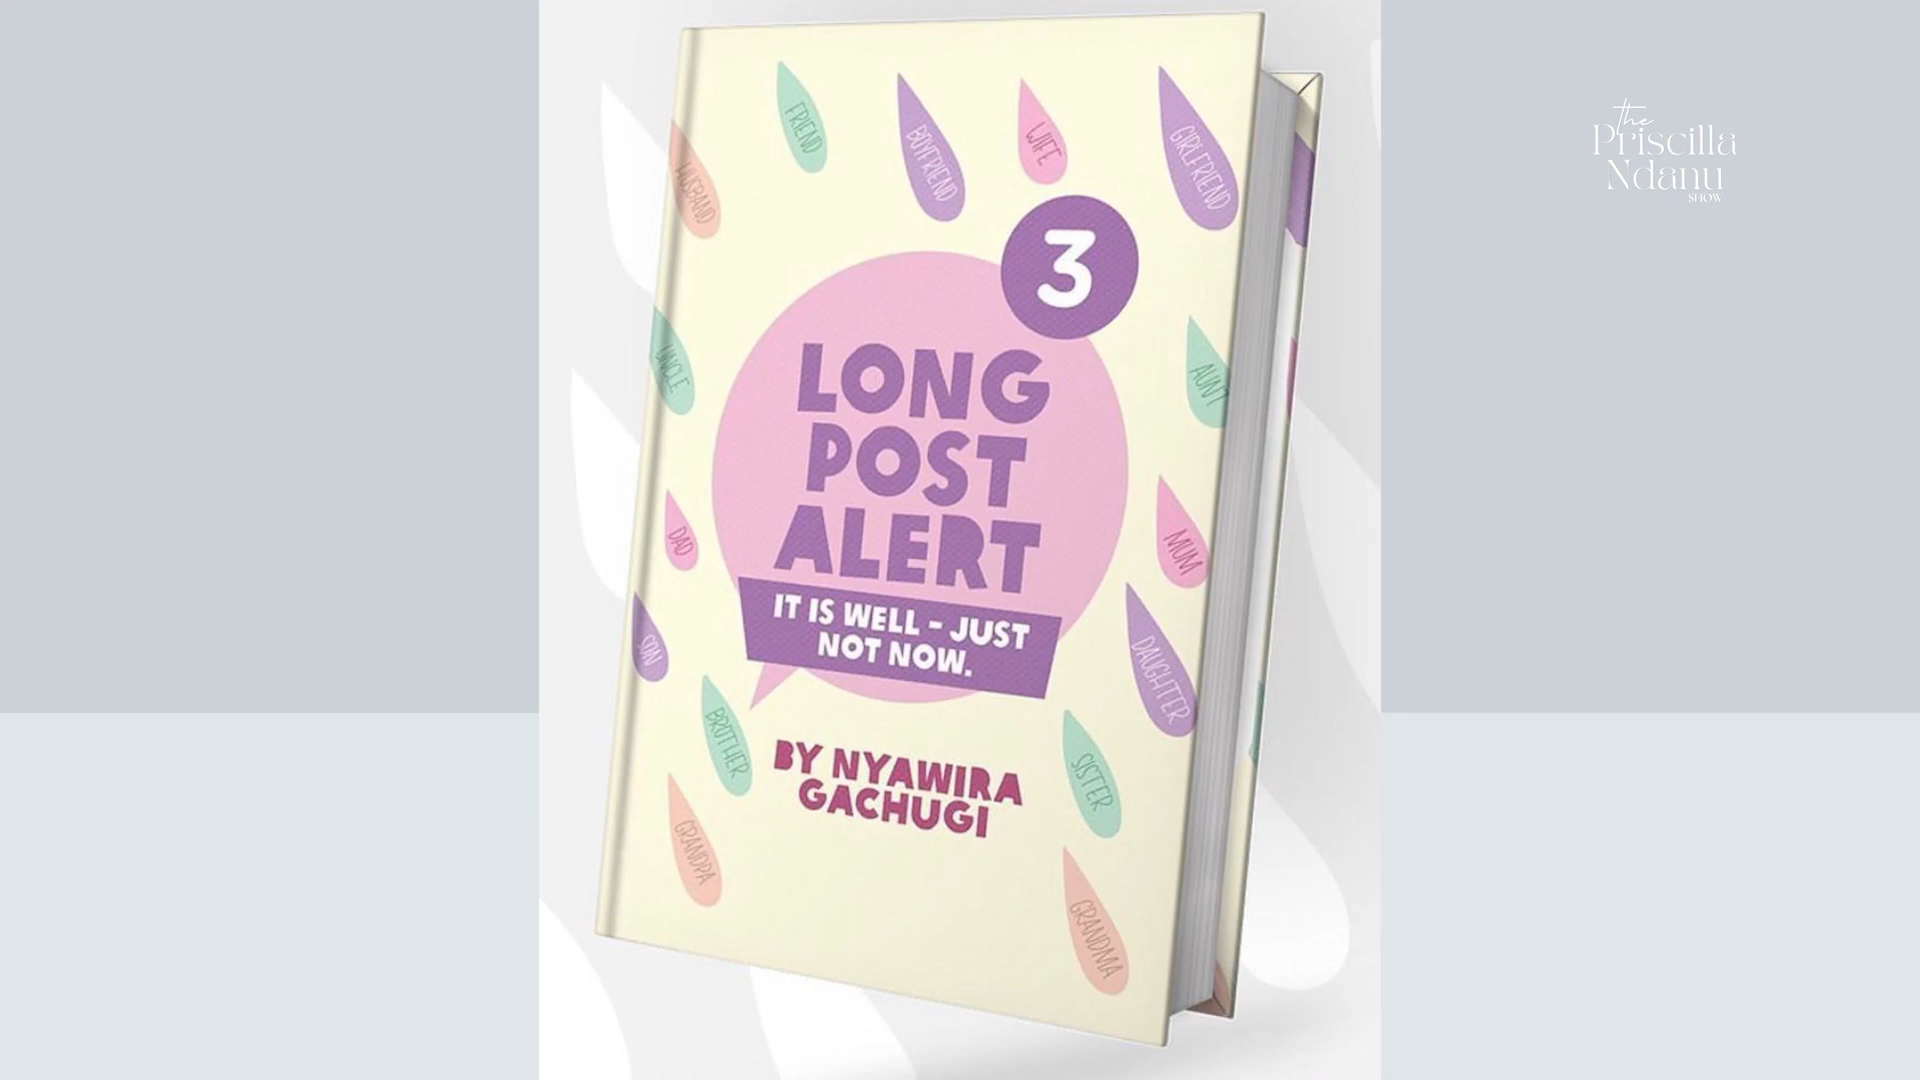 the
Priscilla
Ndanu
SHOW
FRIEND
BOYFRIEND
WIFE
GIRLFRIEND
HUSBAND
3
UNCLE
AUNT
LONG
POST
ALERT
DAD
MUM
IT IS WELL - JUST
NOT NOW.
SON
DAUGHTER
BROTHER
SISTER
BY NYAWIRA
GACHUGI
GRANDPA
GRANDMA